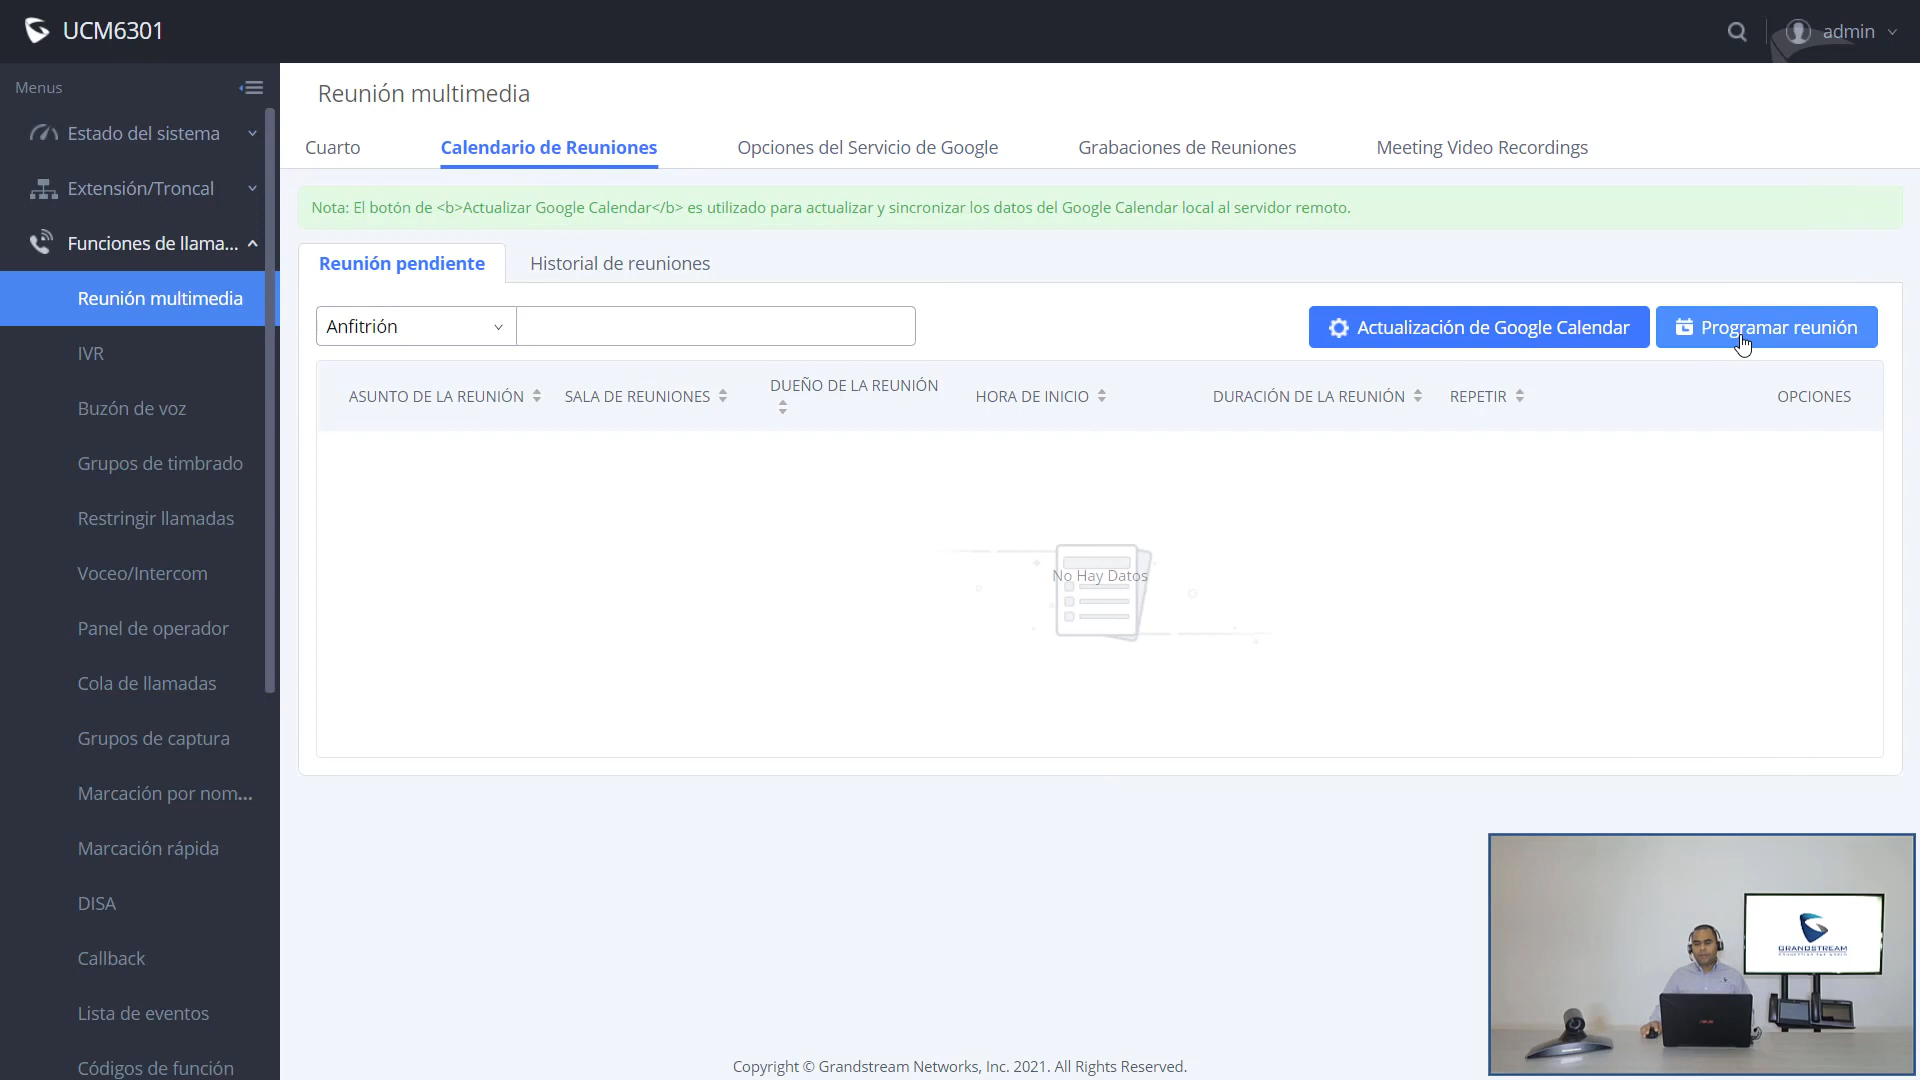 UCM6301
admin
Menus
Estado del sistema
Extensión/Troncal
Funciones de llama...
Reunión multimedia
IVR
Buzón de voz
Grupos de timbrado
Restringir llamadas
Voceo/Intercom
Panel de operador
Cola de llamadas
Grupos de captura
Marcación por nom...
Marcación rápida
DISA
Callback
Lista de eventos
Códigos de función
Reunión multimedia
Cuarto
Calendario de Reuniones
Opciones del Servicio de Google
Grabaciones de Reuniones
Meeting Video Recordings
Nota: El botón de <b>Actualizar Google Calendar</b> es utilizado para actualizar y sincronizar los datos del Google Calendar local al servidor remoto.
Reunión pendiente
Historial de reuniones
Anfitrión
Actualización de Google Calendar
Programar reunión
ASUNTO DE LA REUNIÓN
SALA DE REUNIONES
DUEÑO DE LA REUNIÓN
HORA DE INICIO
DURACIÓN DE LA REUNIÓN
REPETIR
OPCIONES
No Hay Datos
GRANDSTREAM
CONNECTING THE WORLD
Copyright © Grandstream Networks, Inc. 2021. All Rights Reserved.